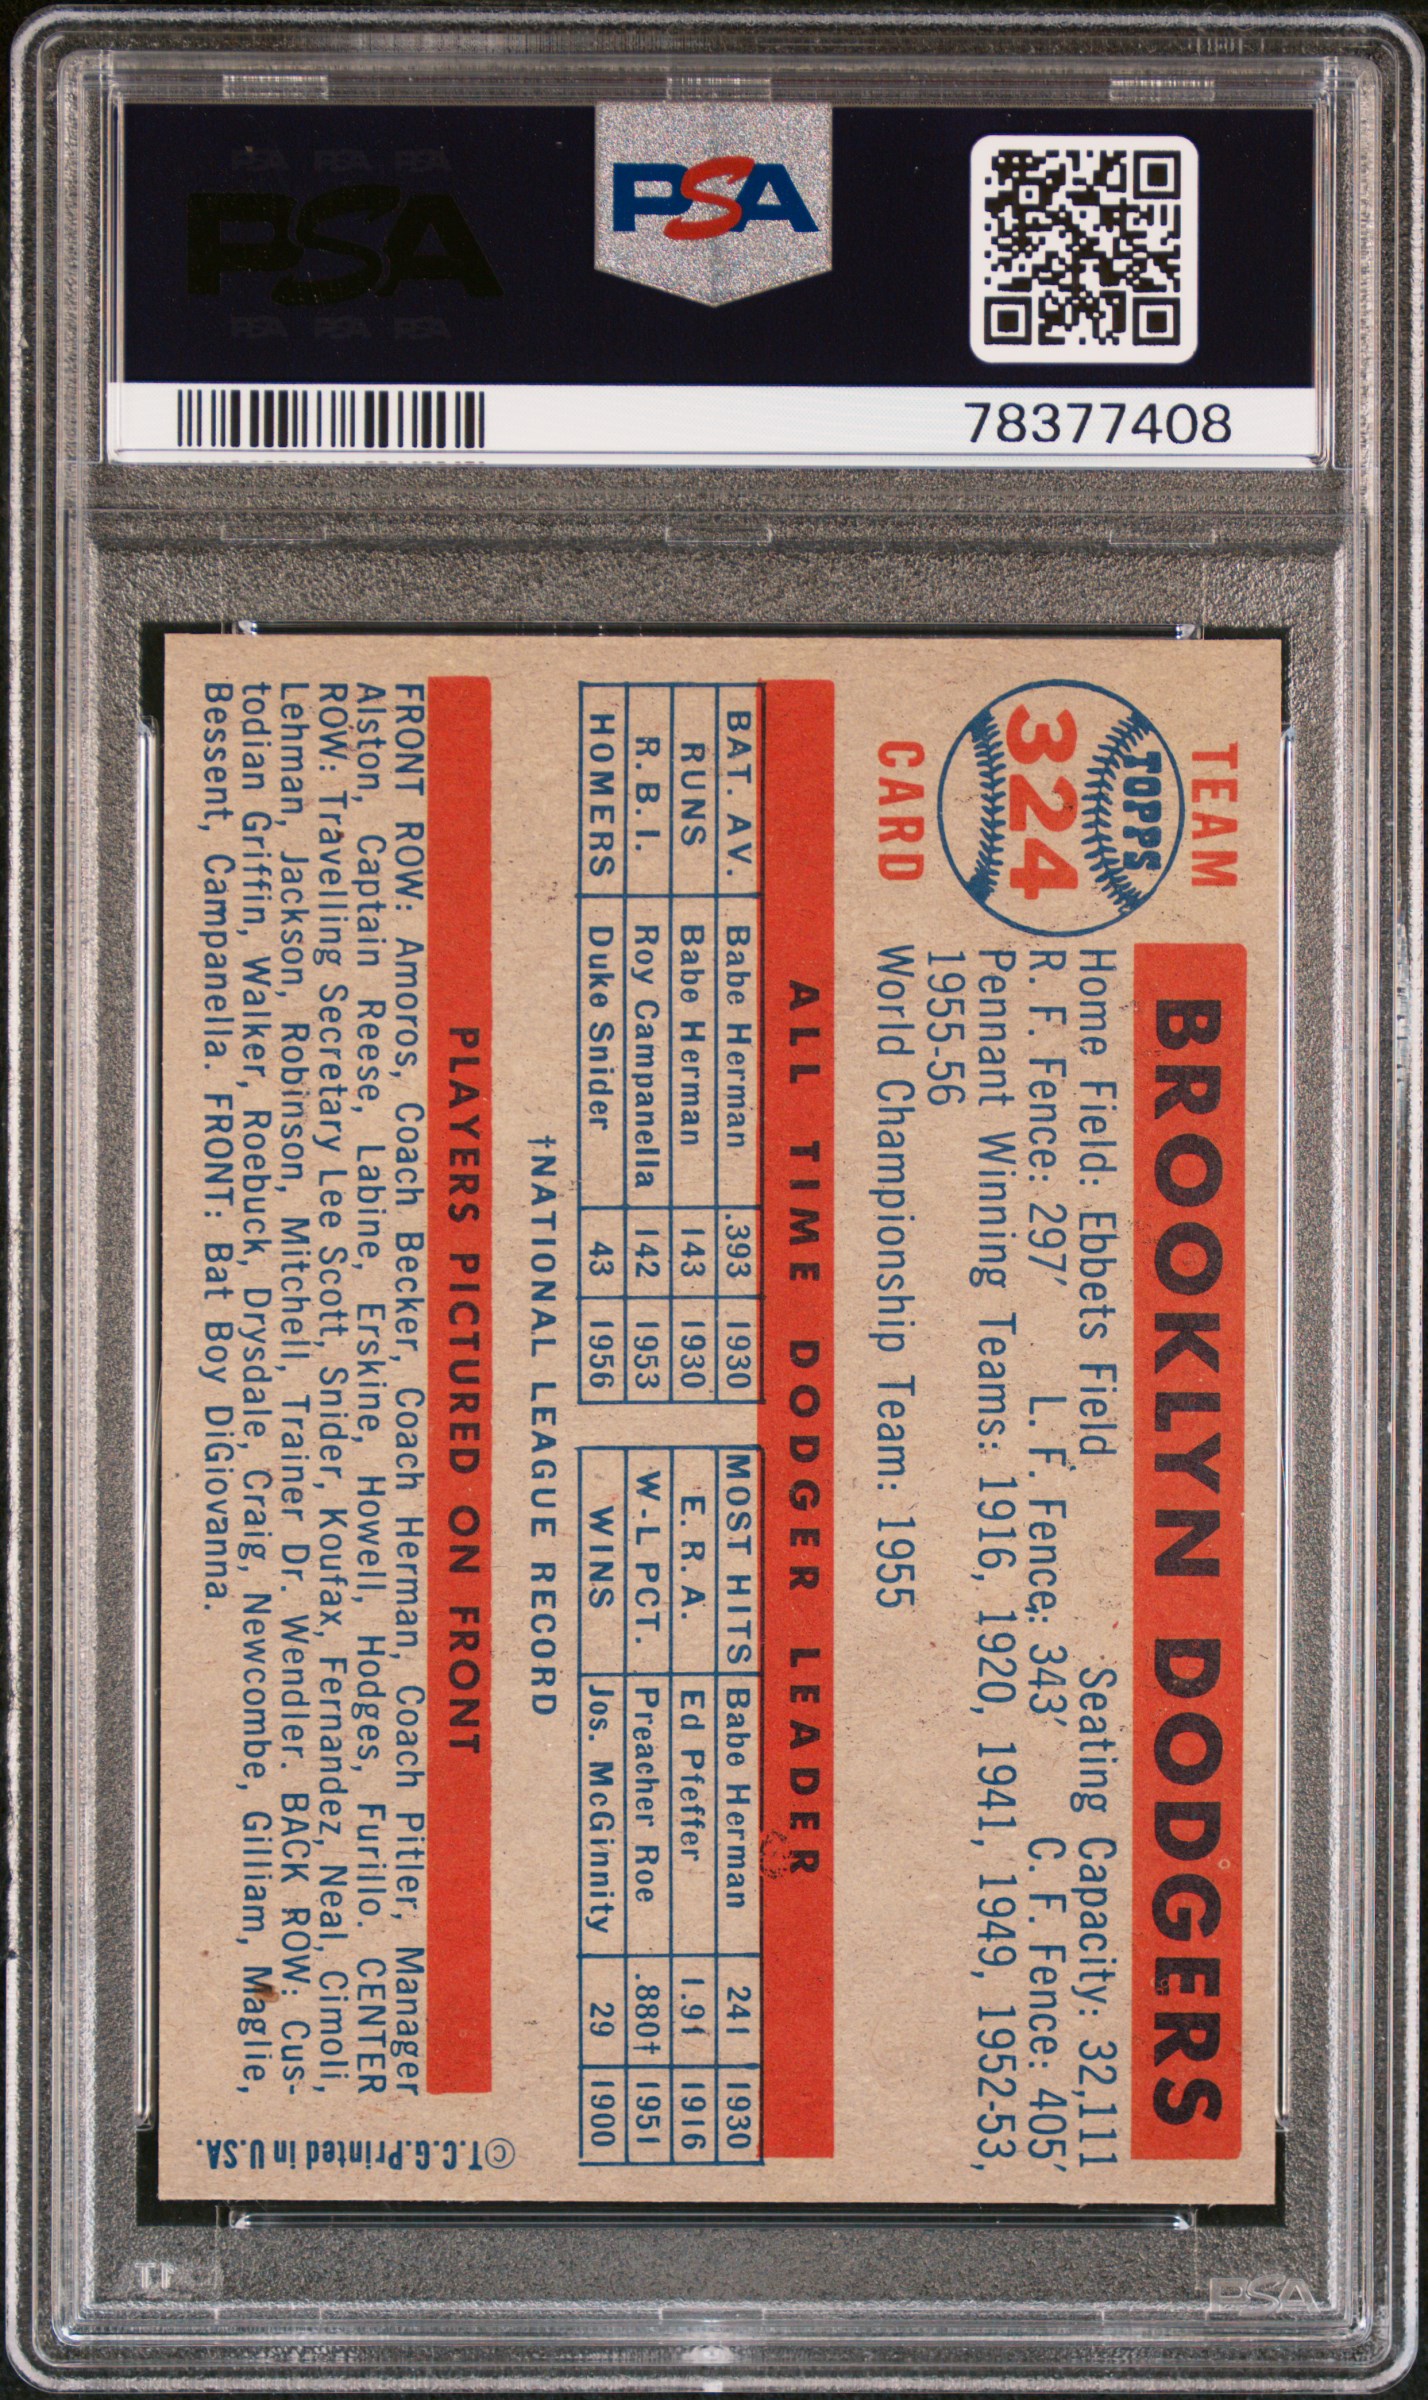 PSA PSA PSA
PSA
PSA PSA PSA
PSA
78377408
TEAM
TOPPS
324
CARD
BROOKLYN DODGERS
Home Field: Ebbets Field Seating Capacity: 32,111
R. F. Fence: 297' L. F. Fence: 343' C. F. Fence: 405'
Pennant Winning Teams: 1916, 1920, 1941, 1949, 1952-53,
1955-56
World Championship Team: 1955
ALL TIME DODGER LEADER
BAT. AV. Babe Herman .393 1930 MOST HITS Babe Herman 241 1930
RUNS Babe Herman 143 1930 E. R. A. Ed Pfeffer 1.91 1916
R. B. I. Roy Campanella 142 1953 W-L PCT. Preacher Roe .880† 1951
HOMERS Duke Snider 43 1956 WINS Jos. McGinnity 29 1900
†NATIONAL LEAGUE RECORD
PLAYERS PICTURED ON FRONT
FRONT ROW: Amoros, Coach Becker, Coach Herman, Coach Pitler, Manager
Alston, Captain Reese, Labine, Erskine, Howell, Hodges, Furillo. CENTER
ROW: Travelling Secretary Lee Scott, Snider, Koufax, Fernandez, Neal, Cimoli,
Lehman, Jackson, Robinson, Mitchell, Trainer Dr. Wendler. BACK ROW: Cus-
todian Griffin, Walker, Roebuck, Drysdale, Craig, Newcombe, Gilliam, Maglie,
Bessent, Campanella. FRONT: Bat Boy DiGiovanna.
©T.C.G. Printed in U.S.A.
PSA